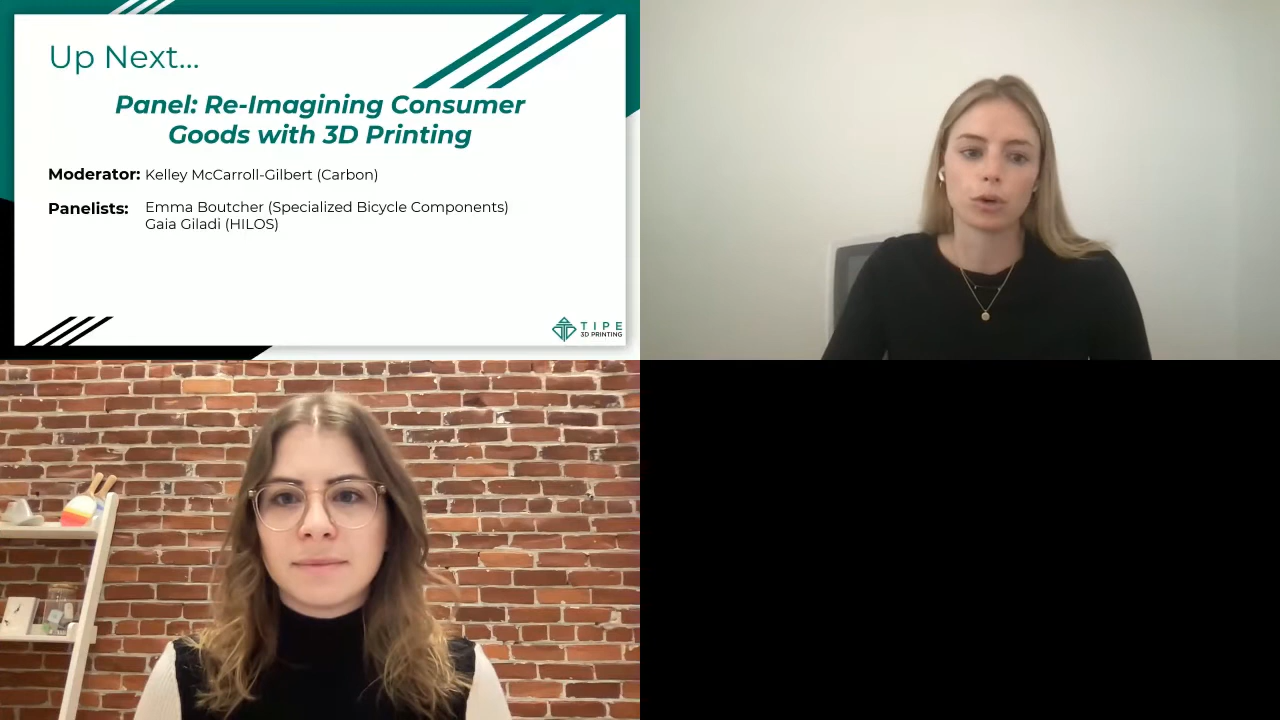 Up Next...
Panel: Re-Imagining Consumer
Goods with 3D Printing
Moderator: Kelley McCarroll-Gilbert (Carbon)
Panelists: Emma Boutcher (Specialized Bicycle Components)
Gaia Giladi (HILOS)
TIPE
3D PRINTING